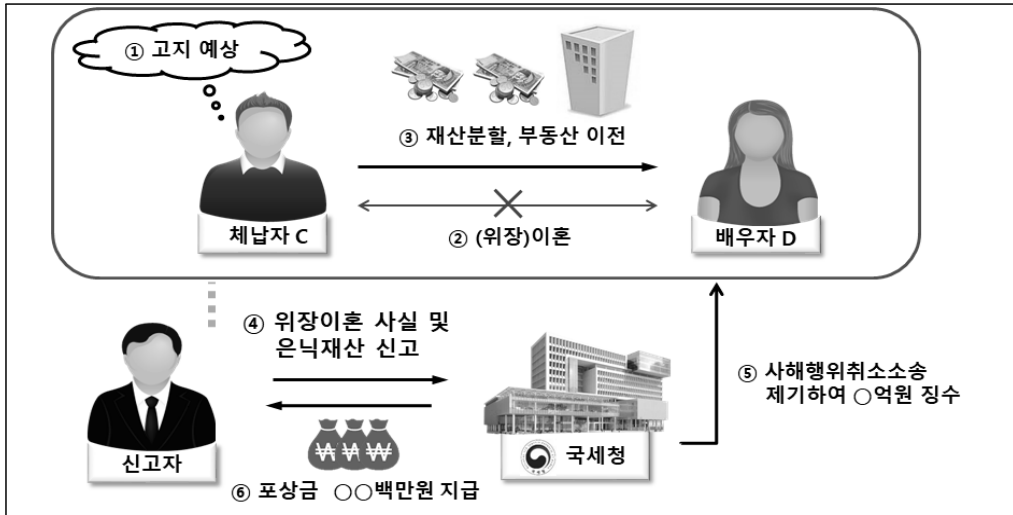 ① 고지 예상
③ 재산분할, 부동산 이전
체납자 C
② (위장)이혼
배우자 D
④ 위장이혼 사실 및
은닉재산 신고
⑤ 사해행위취소소송
제기하여 ○억원 징수
신고자
₩ ₩ ₩
국세청
⑥ 포상금 ○○백만원 지급